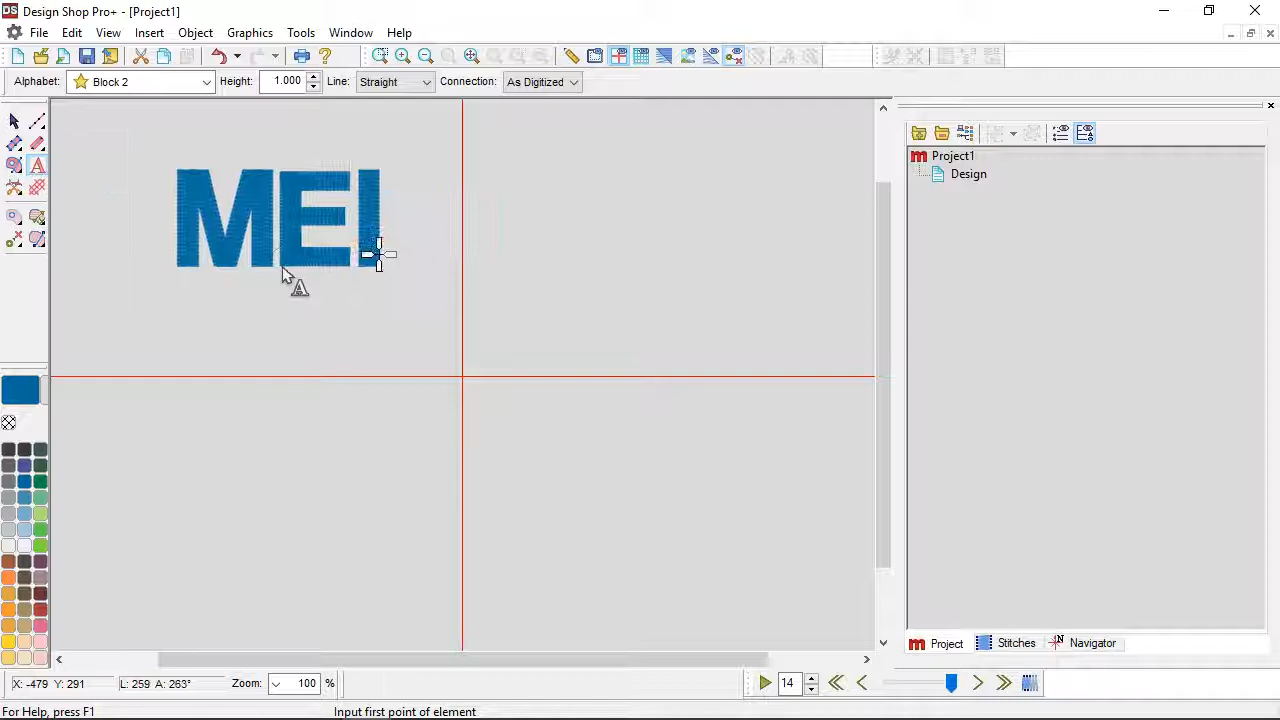 DS Design Shop Pro+ - [Project1]
File Edit View Insert Object Graphics Tools Window Help
Alphabet: Block 2 Height: 1.000 Line: Straight Connection: As Digitized
A
m Project1
Design
MEL
A
m Project Stitches N Navigator
X: -479 Y: 291 L: 259 A: 263° Zoom: 100 % 14
For Help, press F1 Input first point of element